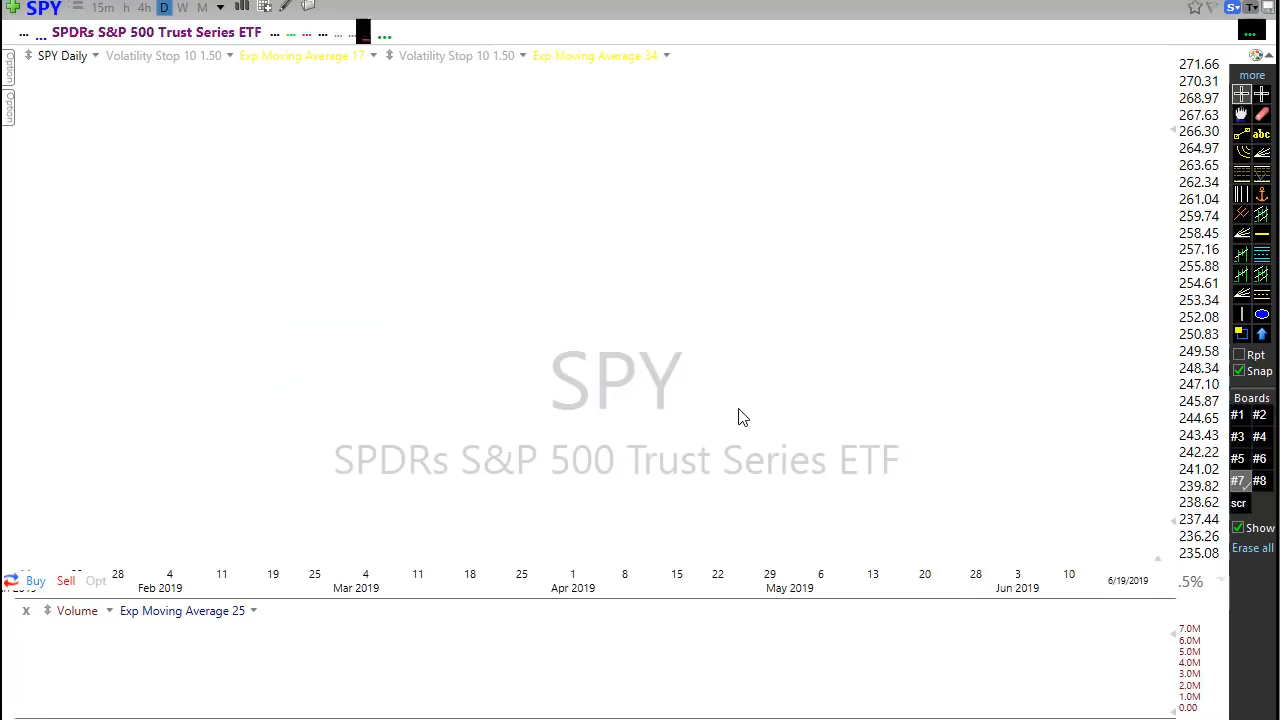 SPY 15m h 4h D W M
... ... SPDRs S&P 500 Trust Series ETF ... ... ... ... ... ... ... ...
Option
Option
SPY Daily Volatility Stop 10 1.50 Exp Moving Average 17 Volatility Stop 10 1.50 Exp Moving Average 34
271.66
270.31
268.97
267.63
266.30
264.97
263.65
262.34
261.04
259.74
258.45
257.16
255.88
254.61
253.34
252.08
250.83
249.58
248.34
247.10
245.87
244.65
243.43
242.22
241.02
239.82
238.62
237.44
236.26
235.08
SPY
SPDRs S&P 500 Trust Series ETF
28 4 11 19 25 4 11 18 25 1 8 15 22 29 6 13 20 28 3 10 6/19/2019
Buy Sell Opt .5%
2019 Feb 2019 Mar 2019 Apr 2019 May 2019 Jun 2019
x Volume Exp Moving Average 25
7.0M
6.0M
5.0M
4.0M
3.0M
2.0M
1.0M
0.00
S T
more
abc
Rpt
Snap
Boards
#1 #2
#3 #4
#5 #6
#7 #8
scr
Show
Erase all